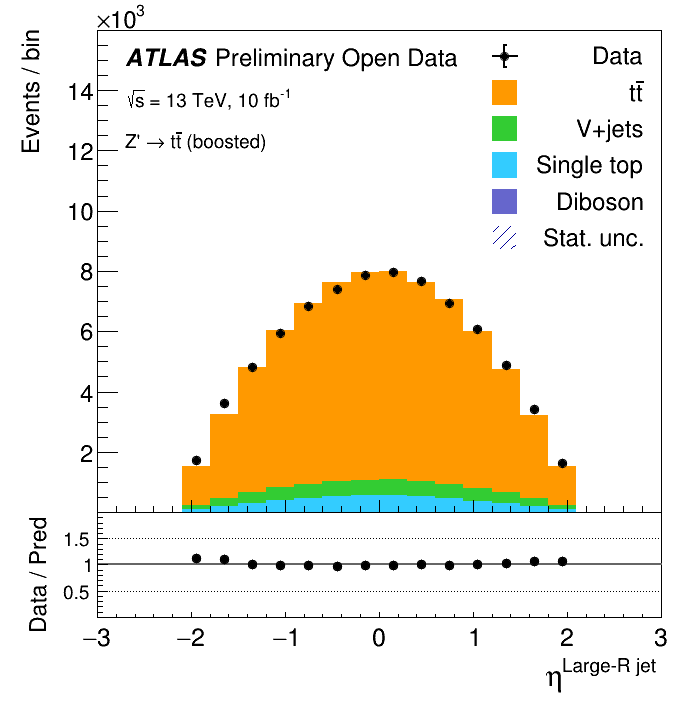 ×10³
Events / bin
ATLAS Preliminary Open Data
√s = 13 TeV, 10 fb⁻¹
Z' → tt̄ (boosted)
Data
tt̄
V+jets
Single top
Diboson
Stat. unc.
14
12
10
8
6
4
2
Data / Pred
1.5
1
0.5
−3 −2 −1 0 1 2 3
η^Large-R jet